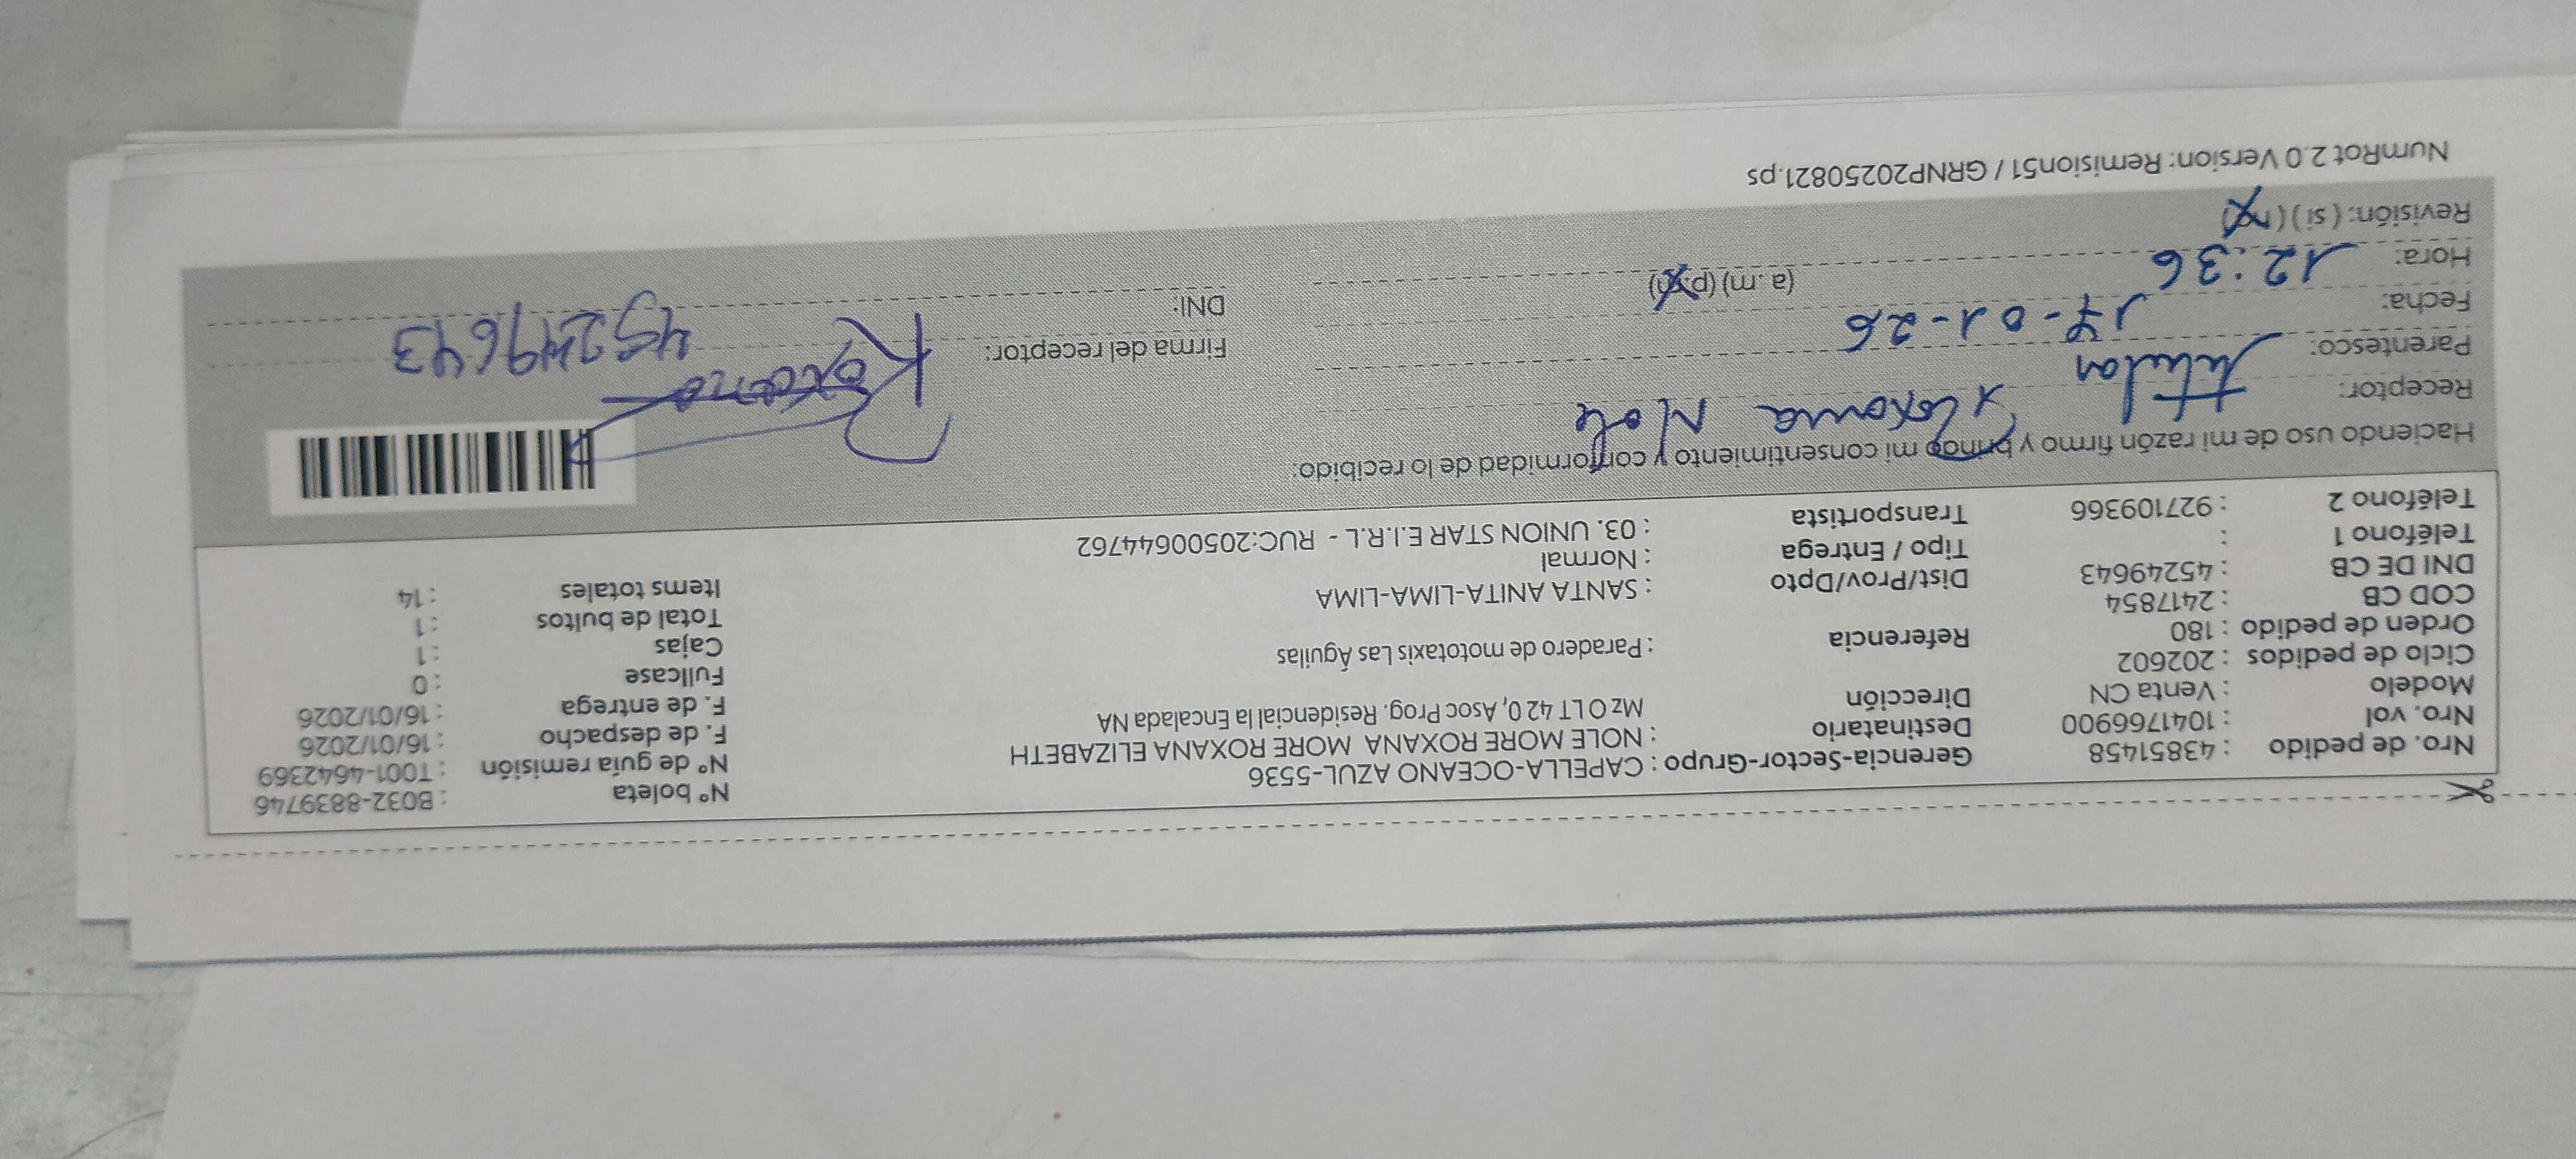 Nro. de pedido : 43851458 Gerencia-Sector-Grupo : CAPELLA-OCEANO AZUL-5536 N° boleta : B032-8839746
Nro. vol : 1041766900 Destinatario : NOLE MORE ROXANA MORE ROXANA ELIZABETH N° de guía remisión : T001-4642369
Modelo : Venta CN Dirección Mz O LT 42 0, Asoc Prog. Residencial la Encalada NA F. de despacho : 16/01/2026
Ciclo de pedidos : 202602 F. de entrega : 16/01/2026
Orden de pedido : 180 Referencia : Paradero de mototaxis Las Águilas Fullcase : 0
COD CB : 2417854 Cajas : 1
DNI DE CB : 45249643 Dist/Prov/Dpto : SANTA ANITA-LIMA-LIMA Total de bultos : 1
Teléfono 1 : Tipo / Entrega : Normal Items totales : 14
Teléfono 2 : 927109366 Transportista : 03. UNION STAR E.I.R.L - RUC:20500644762
Haciendo uso de mi razón firmo y brindo mi consentimiento y conformidad de lo recibido:
Receptor: Roxana Nole
Parentesco: titular Firma del receptor: Roxana
Fecha: 17-01-26 DNI: 45249643
Hora: 12:36 (a.m) (p.m)
Revisión: ( si ) ( no )
NumRot 2.0 Version: Remision51 / GRNP20250821.ps